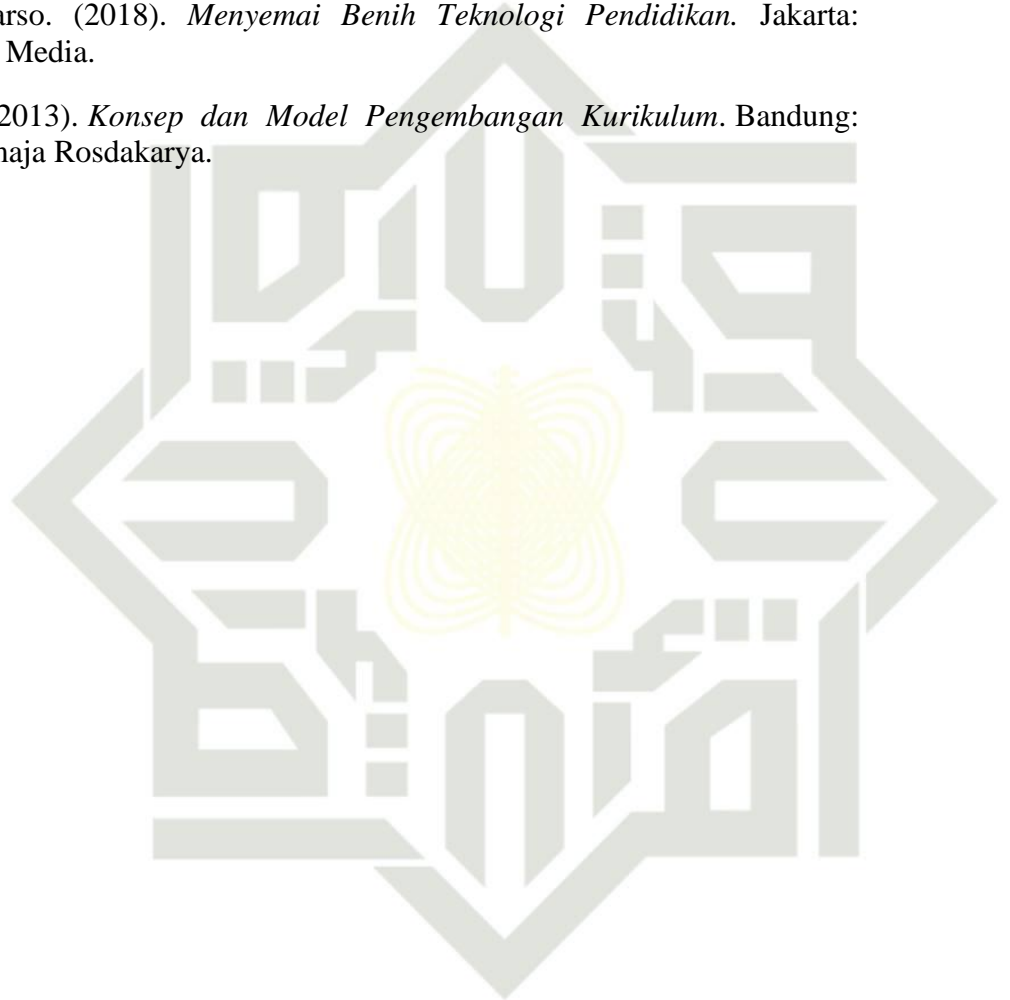 arso. (2018). Menyemai Benih Teknologi Pendidikan. Jakarta:
Media.
2013). Konsep dan Model Pengembangan Kurikulum. Bandung:
naja Rosdakarya.